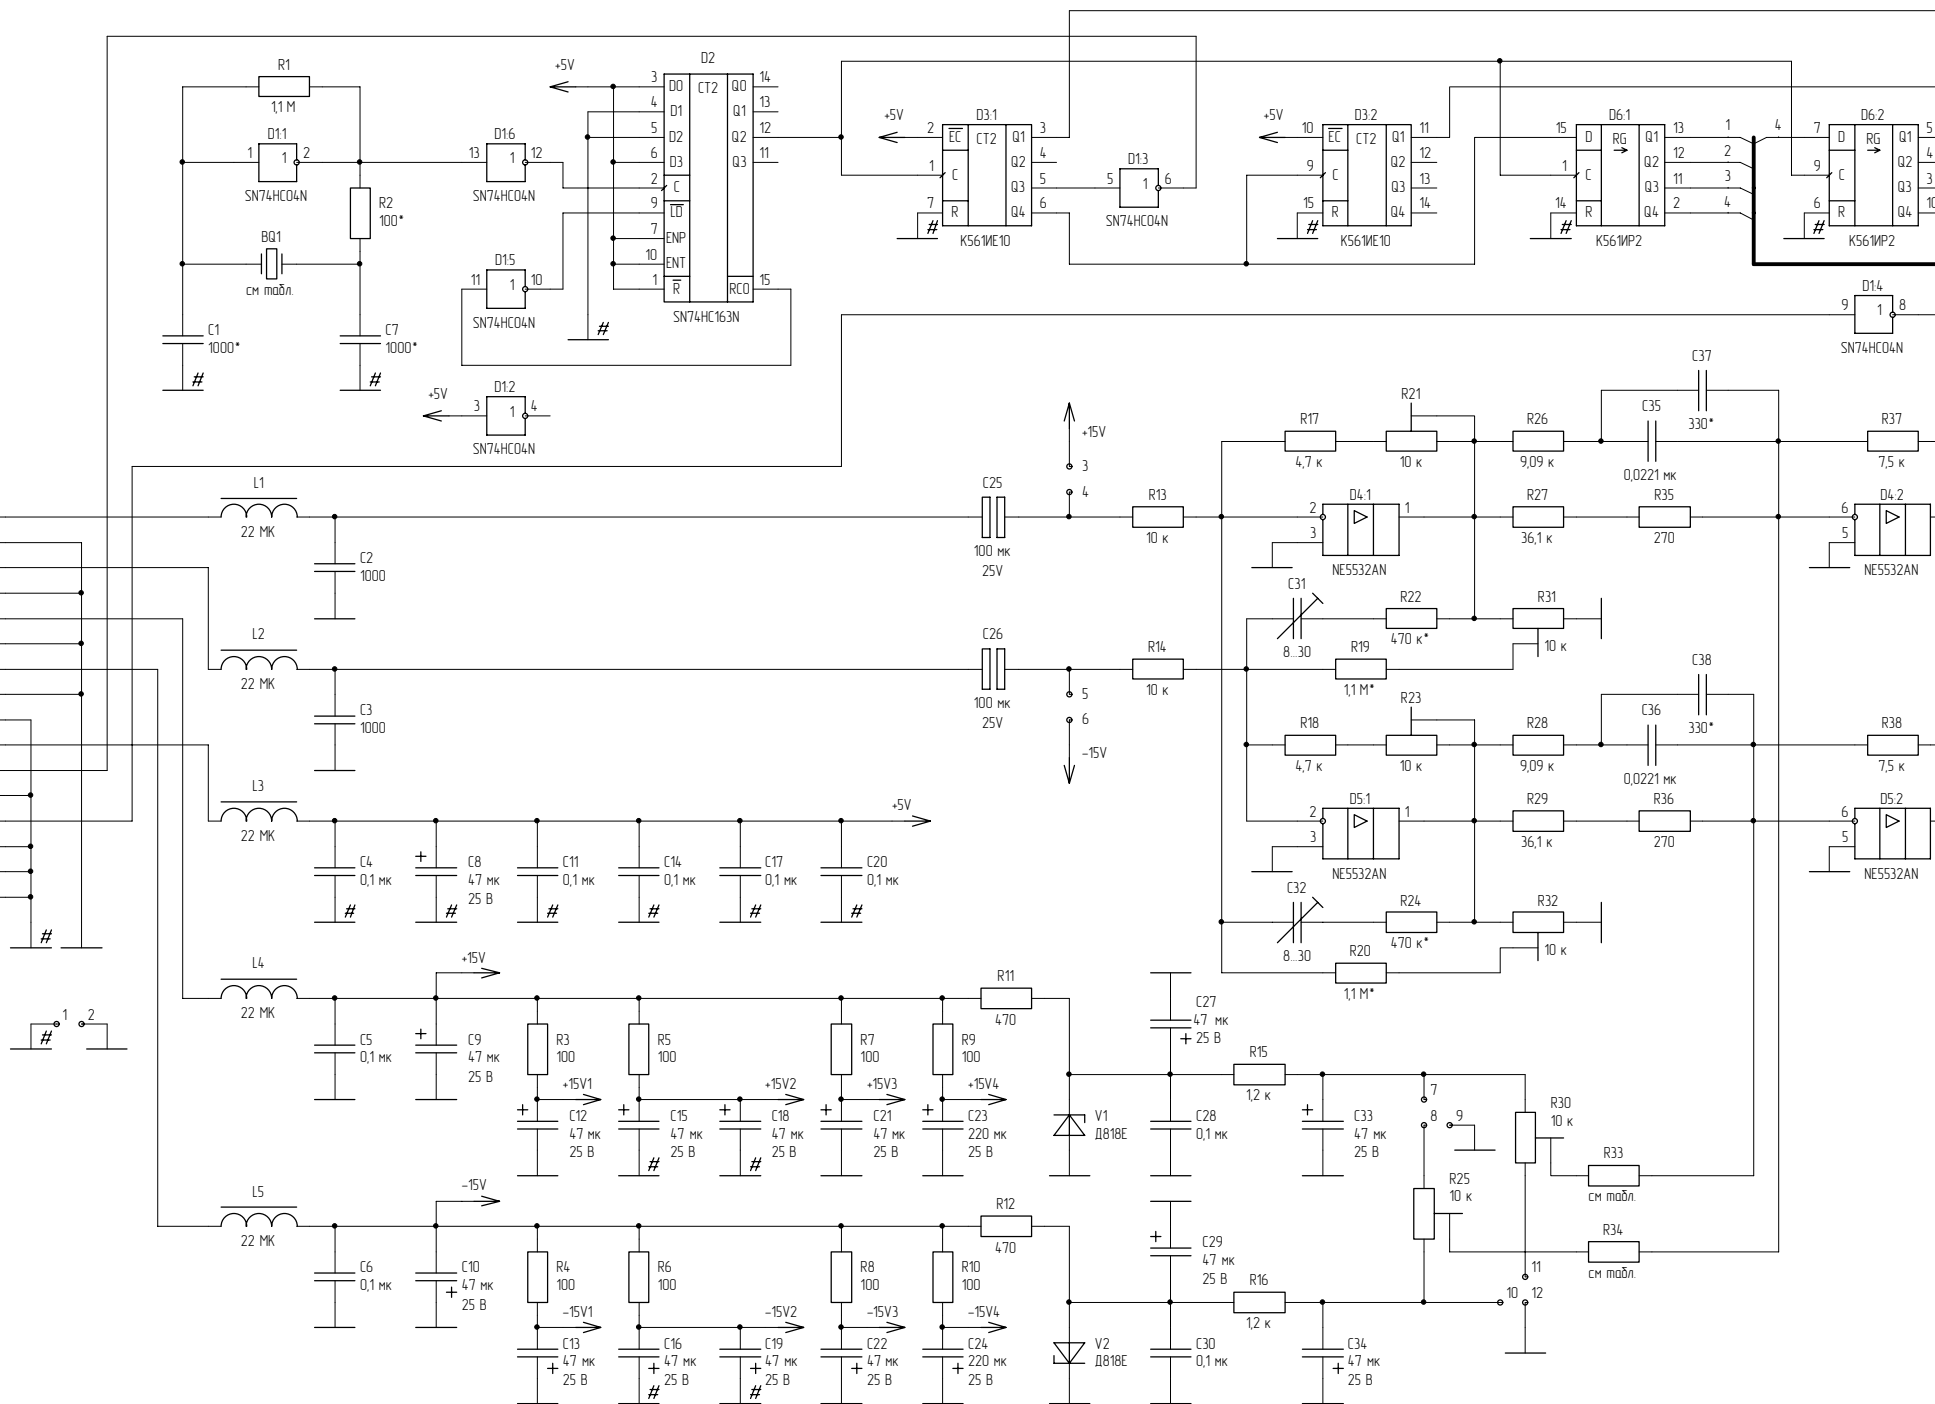 R1
1,1 М
D1:1
1 1 2
SN74HC04N
R2
100*
BQ1
см табл.
C1
1000*
#
C7
1000*
#
D1:6
13 1 12
SN74HC04N
D1:5
11 1 10
SN74HC04N
+5V
D1:2
3 1 4
SN74HC04N
+5V
D2
CT2
3 D0 Q0 14
4 D1 Q1 13
5 D2 Q2 12
6 D3 Q3 11
2 C
9 LD
7 ENP
10 ENT
1 R RCO 15
SN74HC163N
#
+5V
D3:1
2 EC CT2 Q1 3
Q2 4
1 C
Q3 5
7 R Q4 6
#
К561ИЕ10
D1:3
5 1 6
SN74HC04N
+5V
D3:2
10 EC CT2 Q1 11
Q2 12
9 C
Q3 13
15 R Q4 14
#
К561ИЕ10
D6:1
15 D RG Q1 13 1
Q2 12 2
1 C
Q3 11 3
14 R Q4 2 4
#
К561ИР2
D6:2
4 7 D RG Q1 5
Q2 4
9 C
Q3 3
6 R Q4 10
#
К561ИР2
D1:4
9 1 8
SN74HC04N
L1
22 МК
C2
1000
C25
100 мк
25V
+15V
3
4
R13
10 к
R17
4,7 к
R21
10 к
R26
9,09 к
C35
0,0221 мк
C37
330*
R37
7,5 к
D4:1
2 1
3
NE5532AN
R27
36,1 к
R35
270
D4:2
6
5
NE5532AN
C31
8...30
R22
470 к*
R31
10 к
R19
1,1 М*
L2
22 МК
C3
1000
C26
100 мк
25V
5
6
-15V
R14
10 к
R18
4,7 к
R23
10 к
R28
9,09 к
C36
0,0221 мк
C38
330*
R38
7,5 к
D5:1
2 1
3
NE5532AN
R29
36,1 к
R36
270
D5:2
6
5
NE5532AN
C32
8...30
R24
470 к*
R32
10 к
R20
1,1 М*
L3
22 МК
+5V
C4
0,1 мк
#
+ C8
47 мк
25 В
#
C11
0,1 мк
#
C14
0,1 мк
#
C17
0,1 мк
#
C20
0,1 мк
#
#
1 2
#
L4
22 МК
+15V
C5
0,1 мк
+ C9
47 мк
25 В
R3
100
R5
100
R7
100
R9
100
R11
470
+15V1
+ C12
47 мк
25 В
+15V2
+ C15
47 мк
25 В
#
+ C18
47 мк
25 В
#
+15V3
+ C21
47 мк
25 В
+15V4
+ C23
220 мк
25 В
V1
Д818Е
C27
47 мк
+ 25 В
C28
0,1 мк
R15
1,2 к
+ C33
47 мк
25 В
7
8 9
R30
10 к
R33
см табл.
R25
10 к
R34
см табл.
11
10 12
L5
22 МК
-15V
C6
0,1 мк
C10
47 мк
+ 25 В
R4
100
R6
100
R8
100
R10
100
R12
470
-15V1
C13
47 мк
+ 25 В
-15V2
C16
47 мк
+ 25 В
#
C19
47 мк
+ 25 В
#
-15V3
C22
47 мк
+ 25 В
-15V4
C24
220 мк
+ 25 В
V2
Д818Е
+ C29
47 мк
25 В
C30
0,1 мк
R16
1,2 к
C34
47 мк
+ 25 В